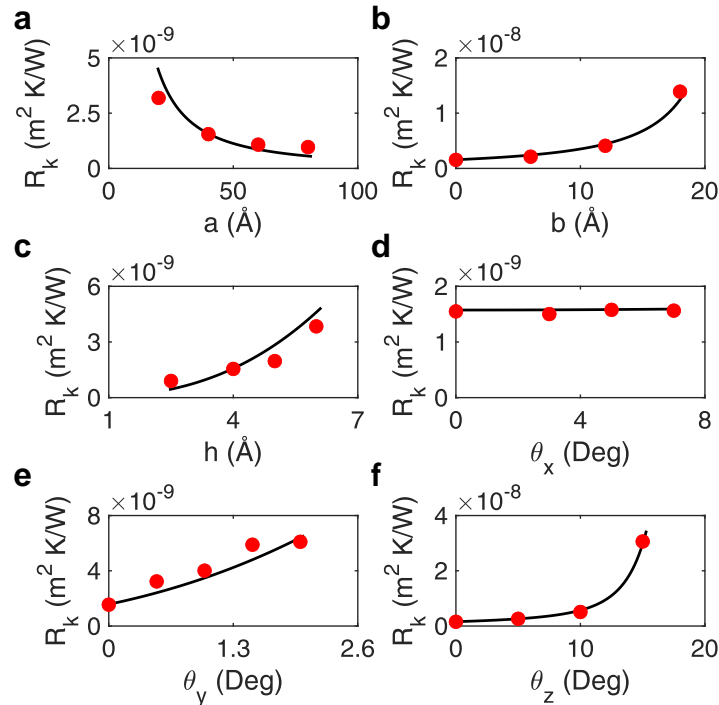 a
×10⁻⁹
5
2.5
0
R_k (m² K/W)
0 50 100
a (Å)
b
×10⁻⁸
2
1
0
R_k (m² K/W)
0 10 20
b (Å)
c
×10⁻⁹
6
3
0
R_k (m² K/W)
1 4 7
h (Å)
d
×10⁻⁹
2
1
0
R_k (m² K/W)
0 4 8
θ_x (Deg)
e
×10⁻⁹
8
4
0
R_k (m² K/W)
0 1.3 2.6
θ_y (Deg)
f
×10⁻⁸
4
2
0
R_k (m² K/W)
0 10 20
θ_z (Deg)